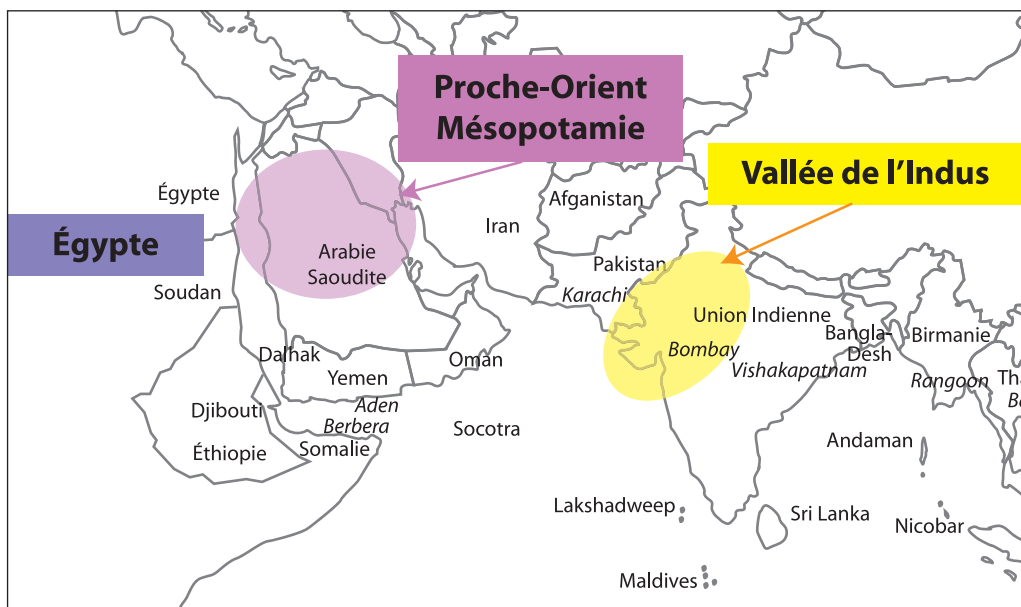 Proche-Orient
Mésopotamie
Vallée de l'Indus
Égypte
Afganistan
Égypte
Iran
Arabie
Saoudite
Pakistan
Soudan
Karachi
Union Indienne
Bangla-
Desh
Birmanie
Dalhak
Oman
Bombay
Vishakapatnam
Yemen
Rangoon
Tha
Ba
Aden
Djibouti
Berbera
Socotra
Éthiopie
Somalie
Andaman
Lakshadweep
Sri Lanka
Nicobar
Maldives